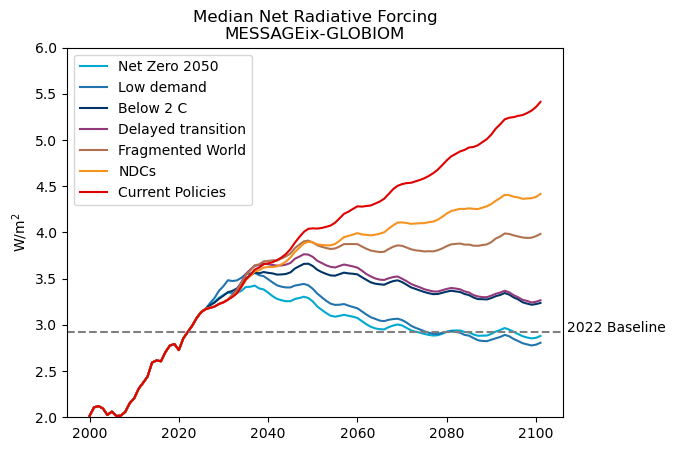 Median Net Radiative Forcing
MESSAGEix-GLOBIOM
6.0
5.5
5.0
4.5
4.0
3.5
3.0
2.5
2.0
W/m²
Net Zero 2050
Low demand
Below 2 C
Delayed transition
Fragmented World
NDCs
Current Policies
2022 Baseline
2000
2020
2040
2060
2080
2100